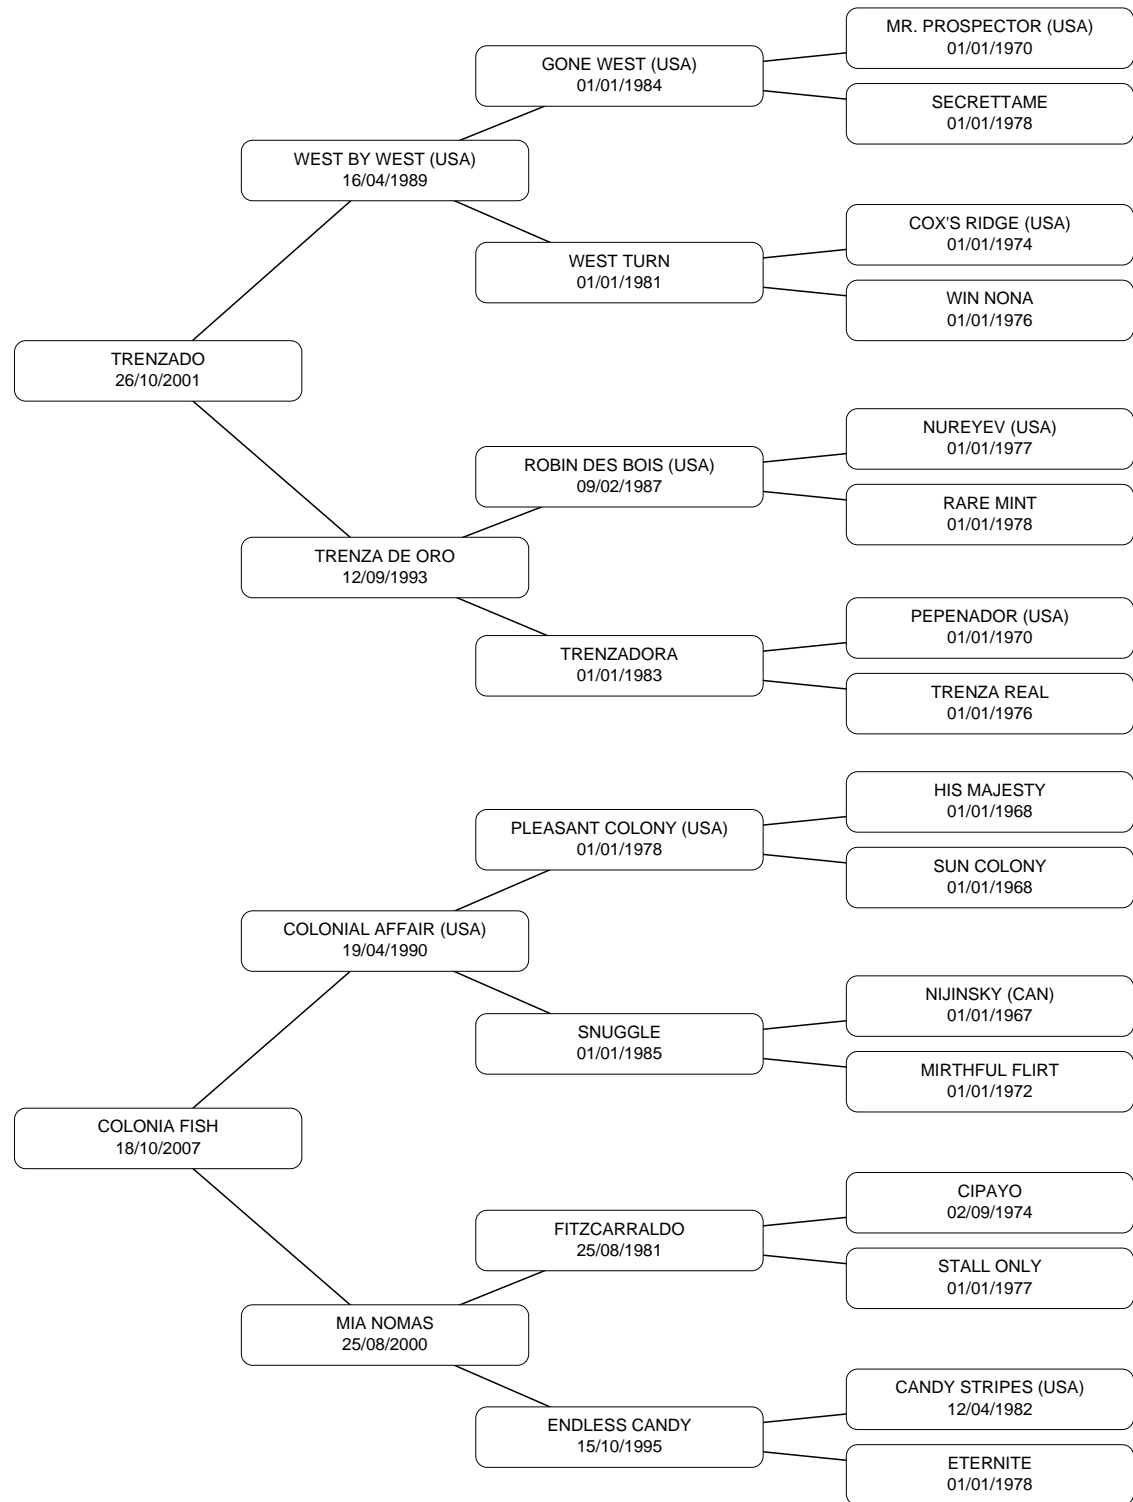 MR. PROSPECTOR (USA)
01/01/1970
GONE WEST (USA)
01/01/1984
SECRETTAME
01/01/1978
WEST BY WEST (USA)
16/04/1989
COX'S RIDGE (USA)
01/01/1974
WEST TURN
01/01/1981
WIN NONA
01/01/1976
TRENZADO
26/10/2001
NUREYEV (USA)
01/01/1977
ROBIN DES BOIS (USA)
09/02/1987
RARE MINT
01/01/1978
TRENZA DE ORO
12/09/1993
PEPENADOR (USA)
01/01/1970
TRENZADORA
01/01/1983
TRENZA REAL
01/01/1976
HIS MAJESTY
01/01/1968
PLEASANT COLONY (USA)
01/01/1978
SUN COLONY
01/01/1968
COLONIAL AFFAIR (USA)
19/04/1990
NIJINSKY (CAN)
01/01/1967
SNUGGLE
01/01/1985
MIRTHFUL FLIRT
01/01/1972
COLONIA FISH
18/10/2007
CIPAYO
02/09/1974
FITZCARRALDO
25/08/1981
STALL ONLY
01/01/1977
MIA NOMAS
25/08/2000
CANDY STRIPES (USA)
12/04/1982
ENDLESS CANDY
15/10/1995
ETERNITE
01/01/1978